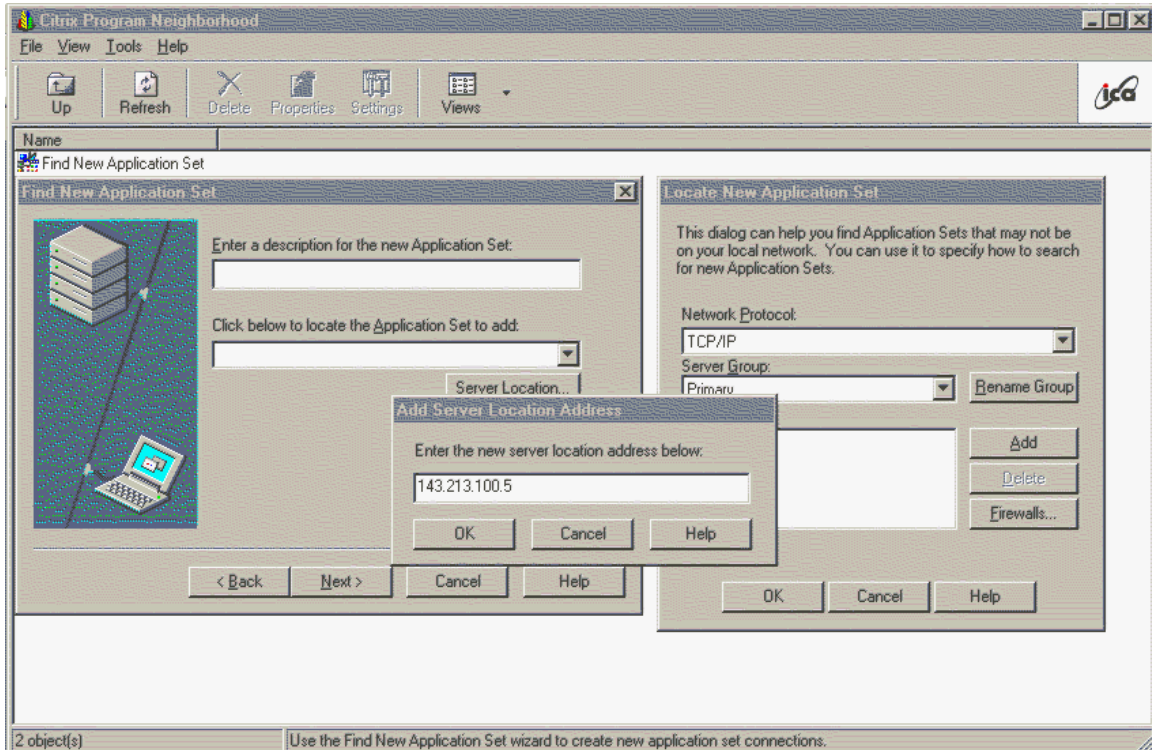 Citrix Program Neighborhood
File View Tools Help
Up Refresh Delete Properties Settings Views
ica
Name
Find New Application Set
Find New Application Set
Enter a description for the new Application Set:
Click below to locate the Application Set to add:
Server Location...
< Back Next > Cancel Help
Locate New Application Set
This dialog can help you find Application Sets that may not be
on your local network. You can use it to specify how to search
for new Application Sets.
Network Protocol:
TCP/IP
Server Group:
Primary
Rename Group
Add
Delete
Firewalls...
OK Cancel Help
Add Server Location Address
Enter the new server location address below:
143.213.100.5
OK Cancel Help
2 object(s)
Use the Find New Application Set wizard to create new application set connections.